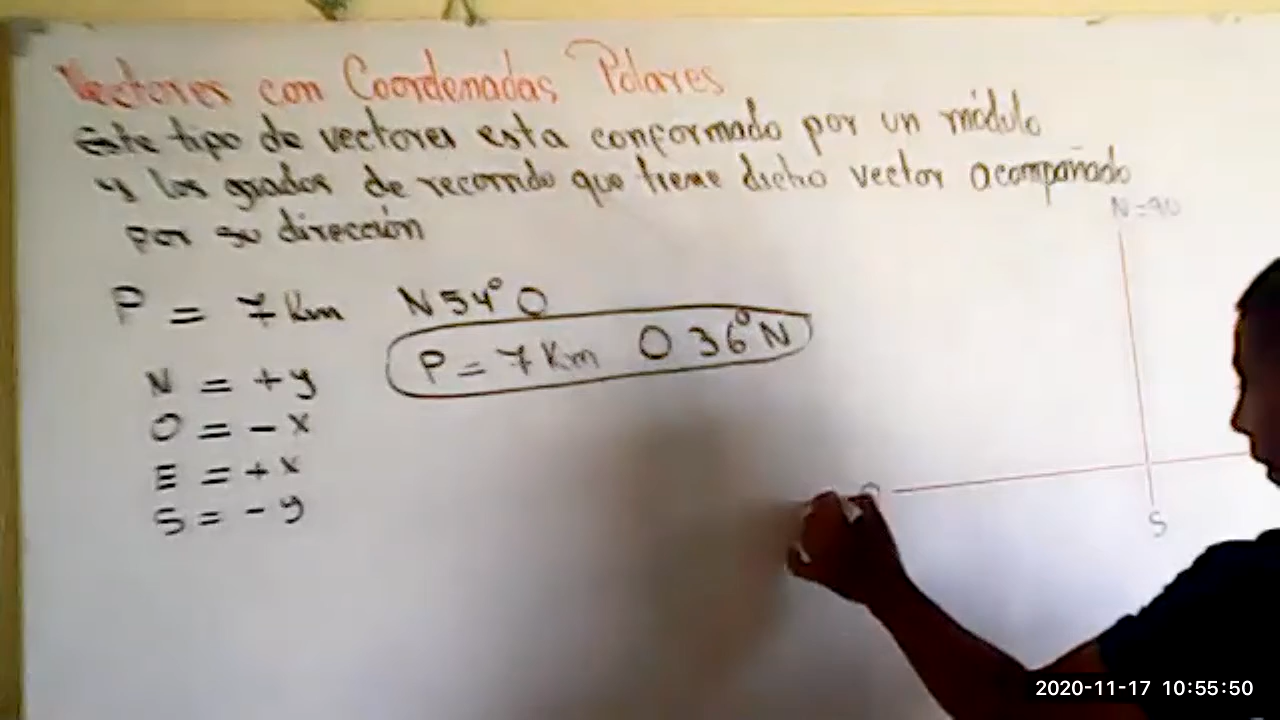 Vectores con Coordenadas Polares
Este tipo de vectores esta conformado por un módulo
y los grados de recorrido que tiene dicho vector acompañado
por su dirección
P = 7 Km N54°O
P = 7 Km O 36°N
N = +y
O = - x
E = + x
S = - y
N = 90
S
2020-11-17 10:55:50